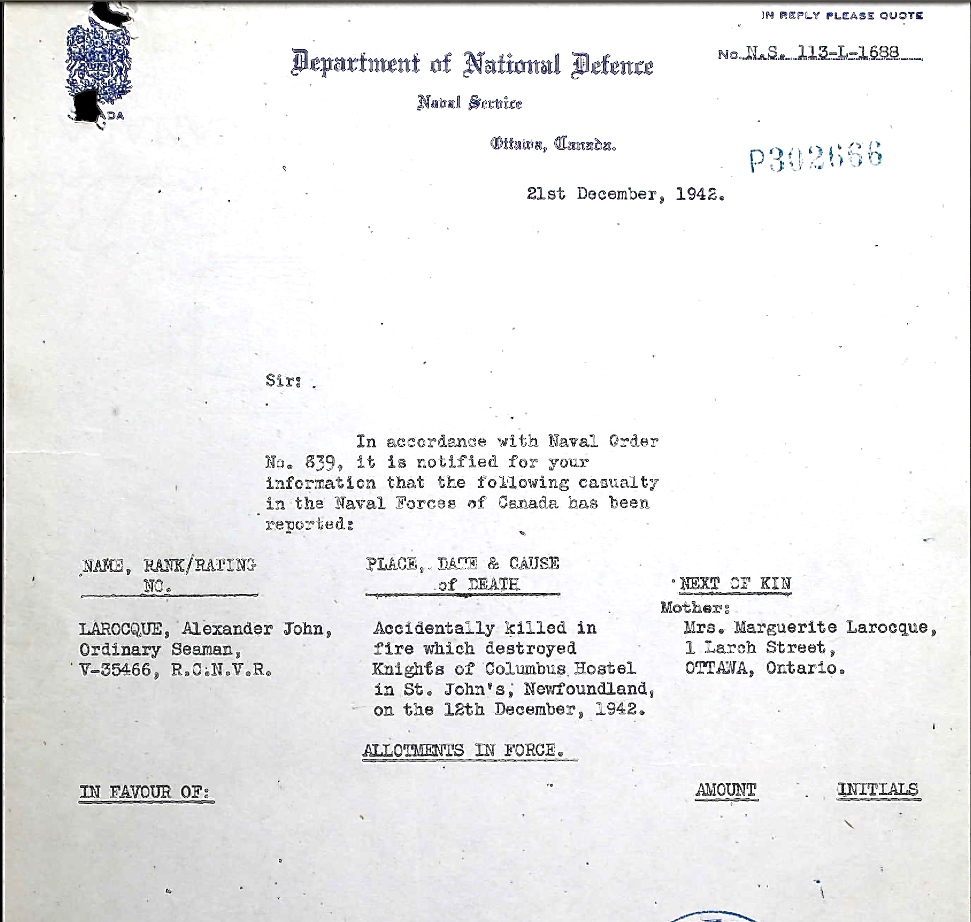 IN REPLY PLEASE QUOTE
No. N.S. 113-L-1688
Department of National Defence
Naval Service
Ottawa, Canada.
P302666
21st December, 1942.
Sir:
In accordance with Naval Order
No. 839, it is notified for your
information that the following casualty
in the Naval Forces of Canada has been
reported:
NAME, RANK/RATING
NO.
PLACE, DATE & CAUSE
of DEATH
NEXT OF KIN
LAROCQUE, Alexander John,
Ordinary Seaman,
V-35466, R.C.N.V.R.
Accidentally killed in
fire which destroyed
Knights of Columbus Hostel
in St. John's, Newfoundland,
on the 12th December, 1942.
Mother:
Mrs. Marguerite Larocque,
1 Larch Street,
OTTAWA, Ontario.
ALLOTMENTS IN FORCE.
IN FAVOUR OF:
AMOUNT
INITIALS